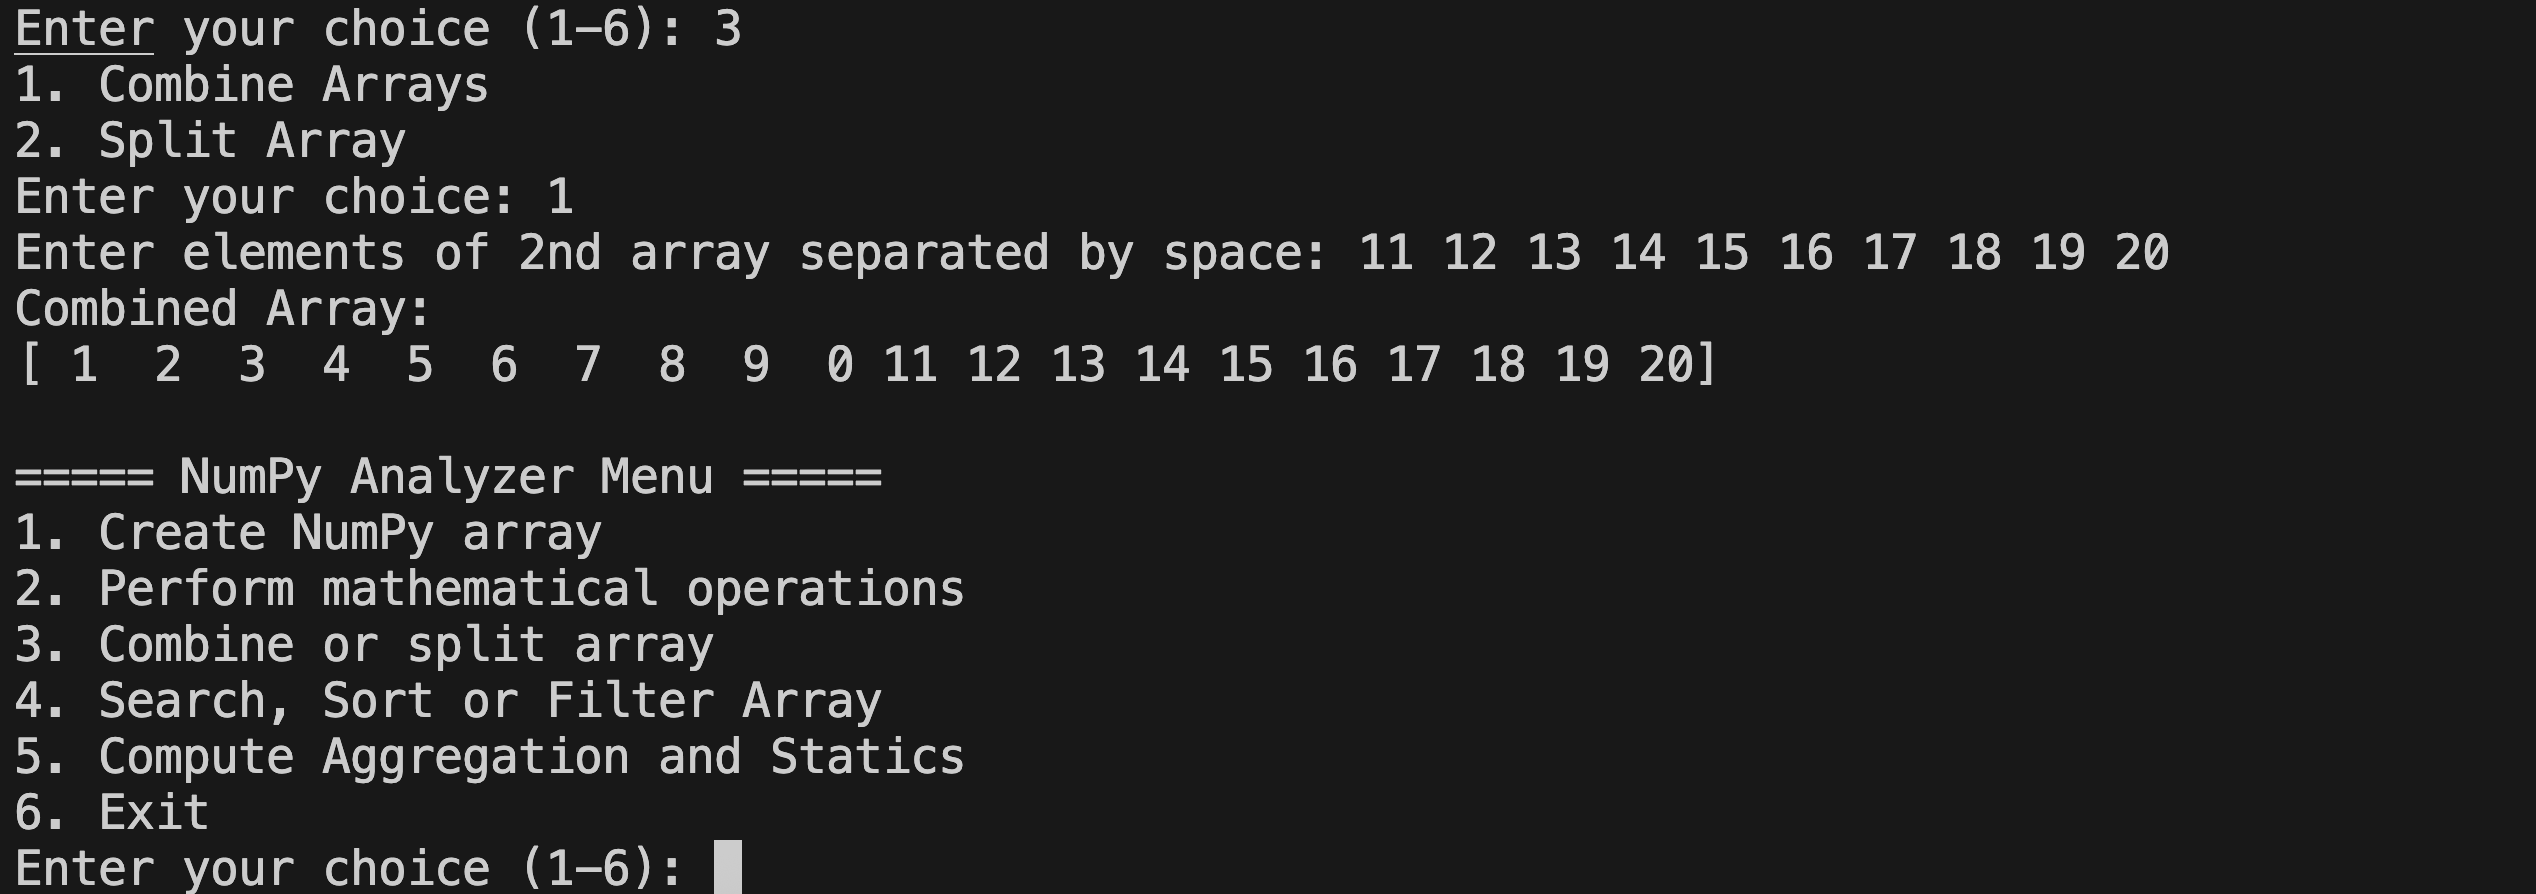 Enter your choice (1–6): 3
1. Combine Arrays
2. Split Array
Enter your choice: 1
Enter elements of 2nd array separated by space: 11 12 13 14 15 16 17 18 19 20
Combined Array:
[ 1  2  3  4  5  6  7  8  9  0 11 12 13 14 15 16 17 18 19 20]
===== NumPy Analyzer Menu =====
1. Create NumPy array
2. Perform mathematical operations
3. Combine or split array
4. Search, Sort or Filter Array
5. Compute Aggregation and Statics
6. Exit
Enter your choice (1–6):